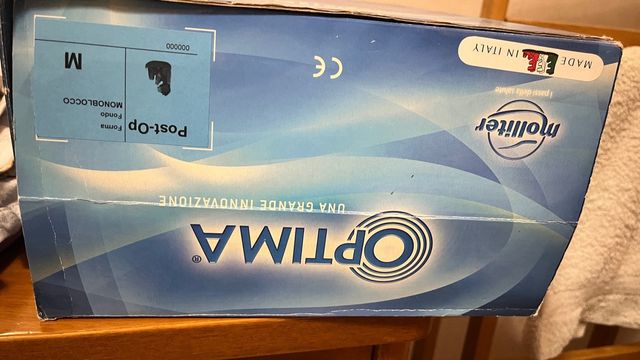 OPTIMA®
UNA GRANDE INNOVAZIONE
molliter
i passi della salute
MADE IN ITALY
CE
Post-Op
Forma
Fondo
MONOBLOCCO
M
000000